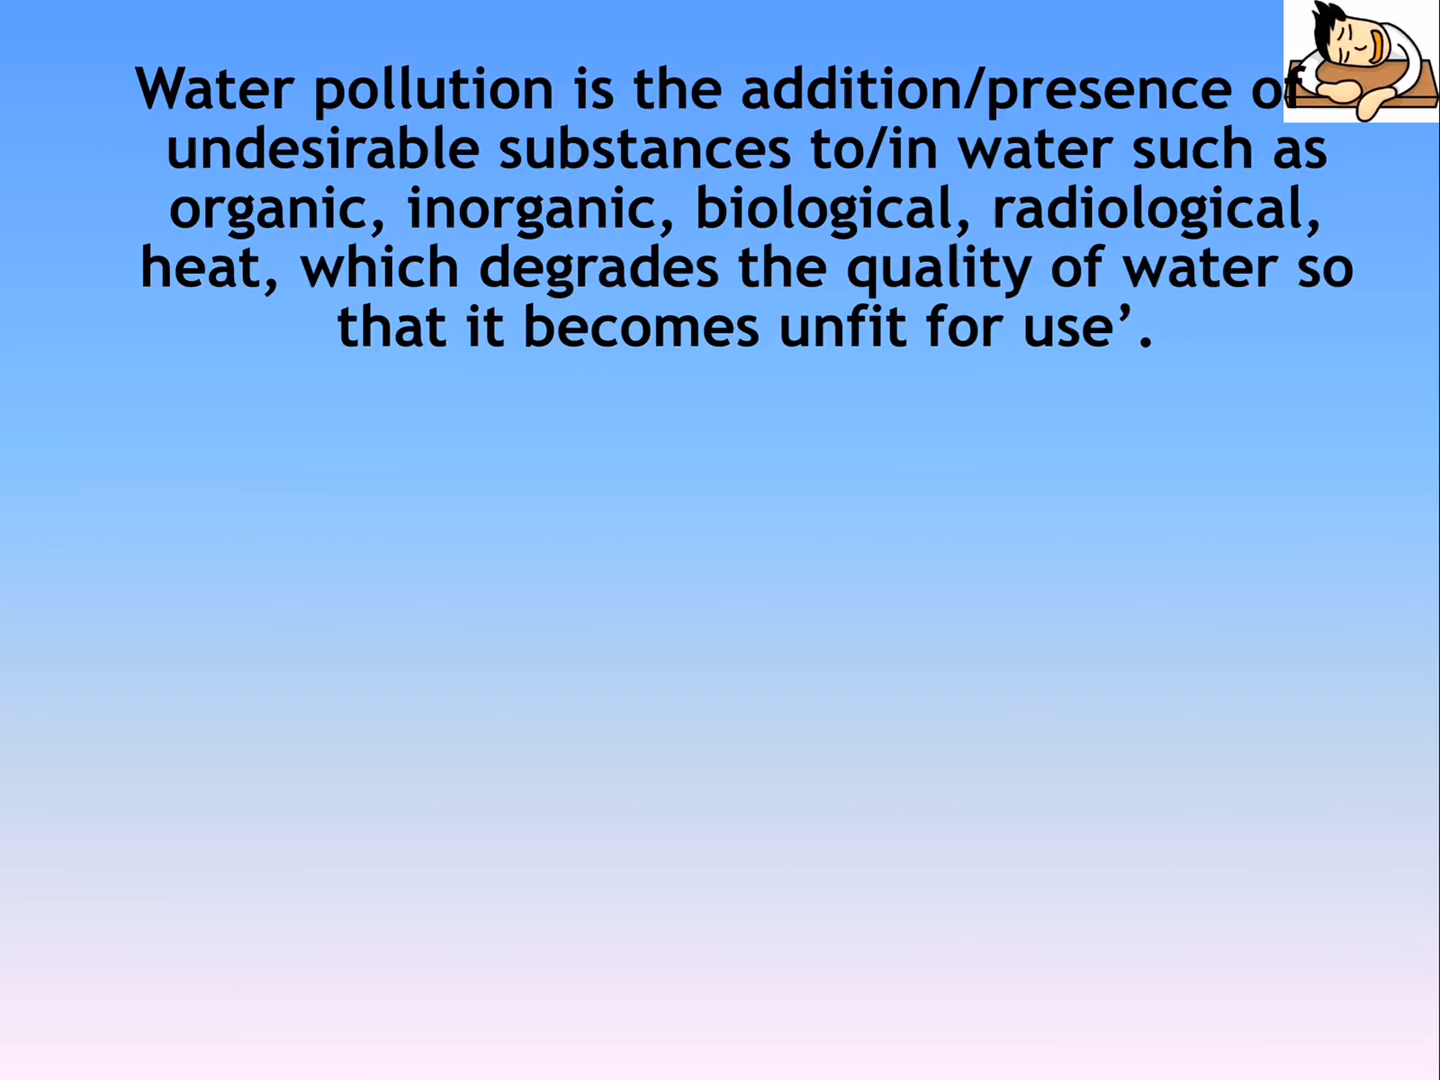 Water pollution is the addition/presence of
undesirable substances to/in water such as
organic, inorganic, biological, radiological,
heat, which degrades the quality of water so
that it becomes unfit for use’.